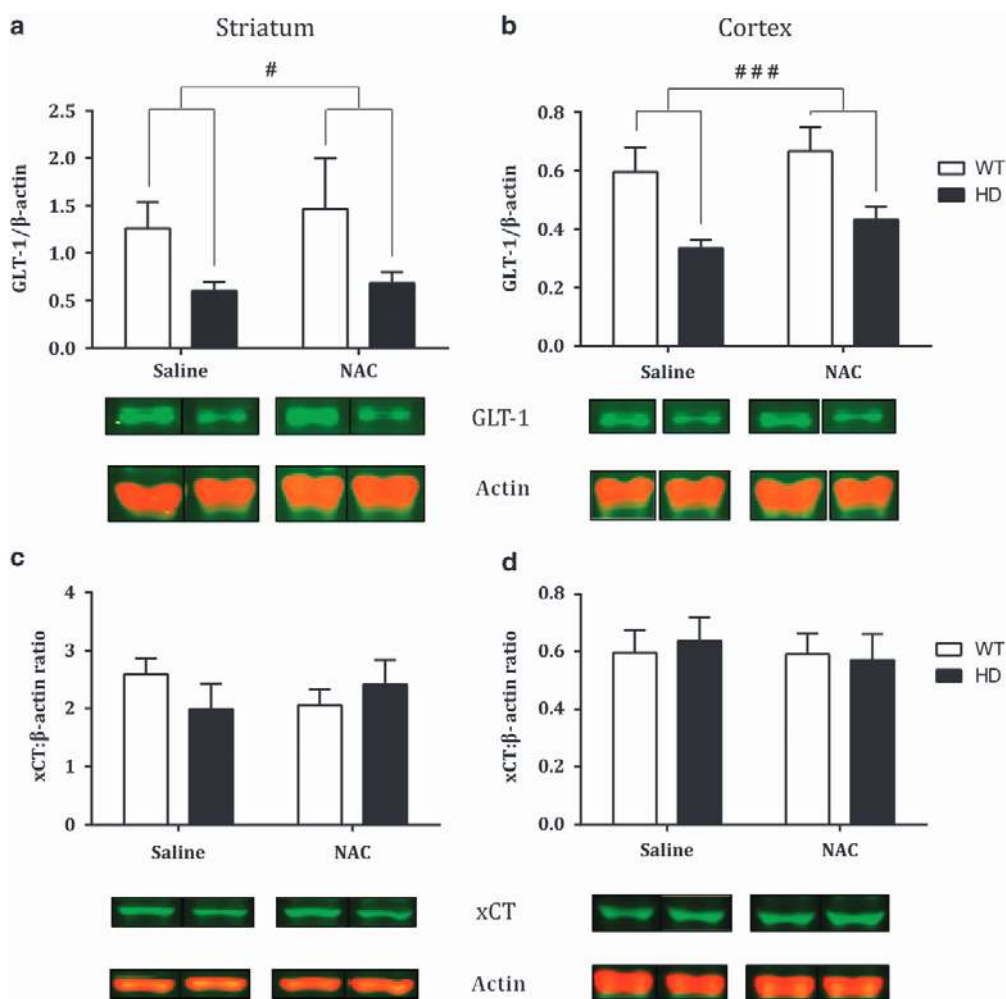 a
Striatum
#
GLT-1/β-actin
2.5
2.0
1.5
1.0
0.5
0.0
Saline
NAC
b
Cortex
# # #
GLT-1/β-actin
0.8
0.6
0.4
0.2
0.0
Saline
NAC
WT
HD
GLT-1
Actin
c
xCT:β-actin ratio
4
3
2
1
0
Saline
NAC
d
xCT:β- actin ratio
0.8
0.6
0.4
0.2
0.0
Saline
NAC
WT
HD
xCT
Actin